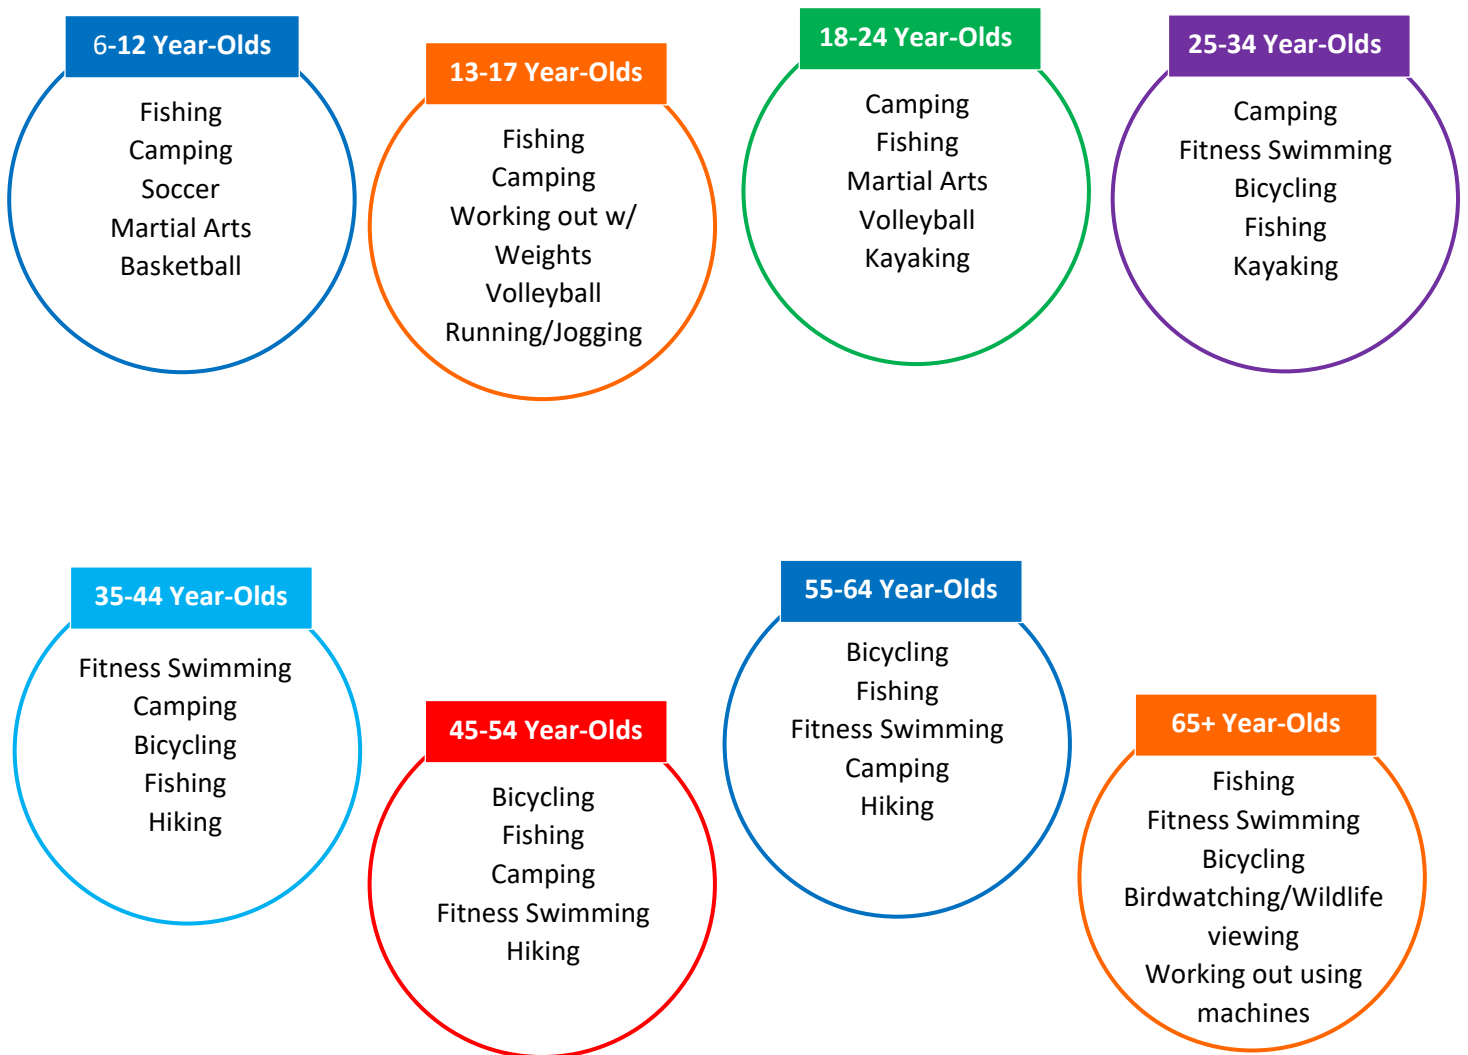 6-12 Year-Olds
Fishing
Camping
Soccer
Martial Arts
Basketball
13-17 Year-Olds
Fishing
Camping
Working out w/
Weights
Volleyball
Running/Jogging
18-24 Year-Olds
Camping
Fishing
Martial Arts
Volleyball
Kayaking
25-34 Year-Olds
Camping
Fitness Swimming
Bicycling
Fishing
Kayaking
35-44 Year-Olds
Fitness Swimming
Camping
Bicycling
Fishing
Hiking
45-54 Year-Olds
Bicycling
Fishing
Camping
Fitness Swimming
Hiking
55-64 Year-Olds
Bicycling
Fishing
Fitness Swimming
Camping
Hiking
65+ Year-Olds
Fishing
Fitness Swimming
Bicycling
Birdwatching/Wildlife
viewing
Working out using
machines